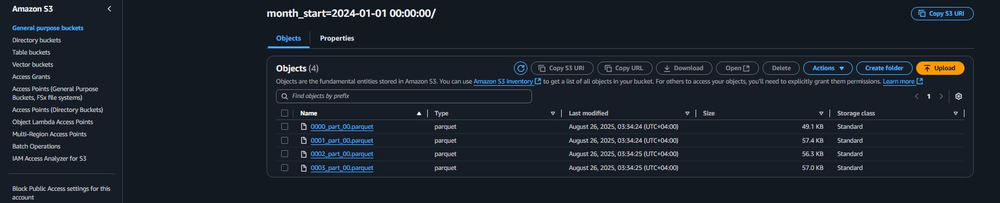 Amazon S3
General purpose buckets
Directory buckets
Table buckets
Vector buckets
Access Grants
Access Points (General Purpose
Buckets, FSx file systems)
Access Points (Directory Buckets)
Object Lambda Access Points
Multi-Region Access Points
Batch Operations
IAM Access Analyzer for S3
Block Public Access settings for this
account
month_start=2024-01-01 00:00:00/
Copy S3 URI
Objects Properties
Objects (4)
Copy S3 URI Copy URL Download Open Delete Actions Create folder Upload
Objects are the fundamental entities stored in Amazon S3. You can use Amazon S3 inventory to get a list of all objects in your bucket. For others to access your objects, you'll need to explicitly grant them permissions. Learn more
Find objects by prefix
1
Name Type Last modified Size Storage class
0000_part_00.parquet parquet August 26, 2025, 03:34:24 (UTC+04:00) 49.1 KB Standard
0001_part_00.parquet parquet August 26, 2025, 03:34:24 (UTC+04:00) 57.4 KB Standard
0002_part_00.parquet parquet August 26, 2025, 03:34:25 (UTC+04:00) 56.3 KB Standard
0003_part_00.parquet parquet August 26, 2025, 03:34:25 (UTC+04:00) 57.0 KB Standard